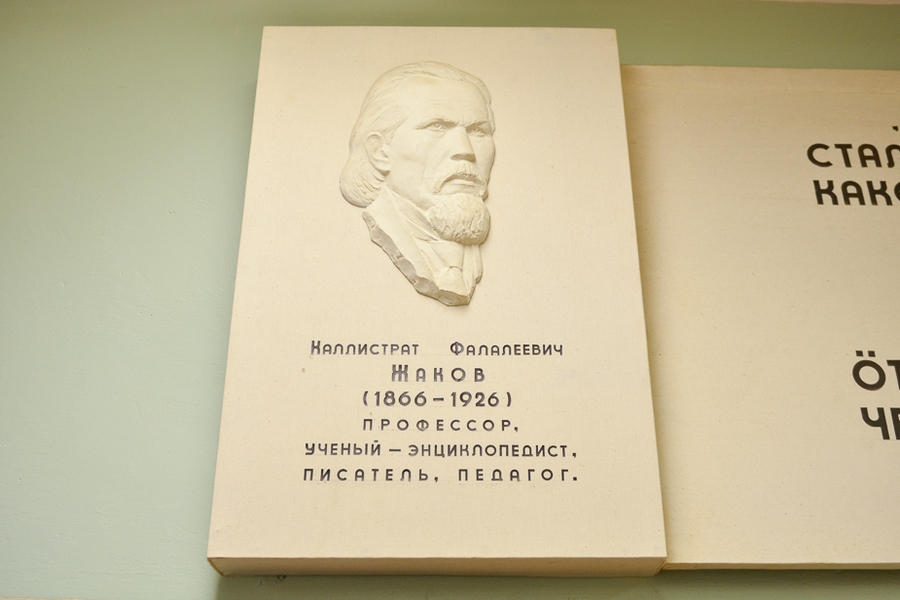 Каллистрат Фалалеевич
Жаков
(1866-1926)
ПРОФЕССОР,
УЧЕНЫЙ — ЭНЦИКЛОПЕДИСТ,
ПИСАТЕЛЬ, ПЕДАГОГ.